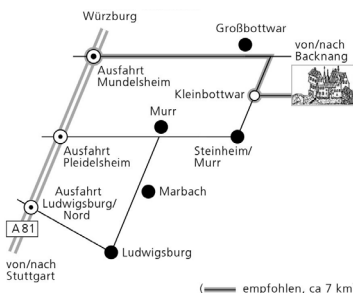 Würzburg
Großbottwar
von/nach
Backnang
Ausfahrt
Mundelsheim
Kleinbottwar
Murr
Ausfahrt
Pleidelsheim
Steinheim/
Murr
Ausfahrt
Ludwigsburg/
Nord
Marbach
A 81
Ludwigsburg
von/nach
Stuttgart
( empfohlen, ca 7 km